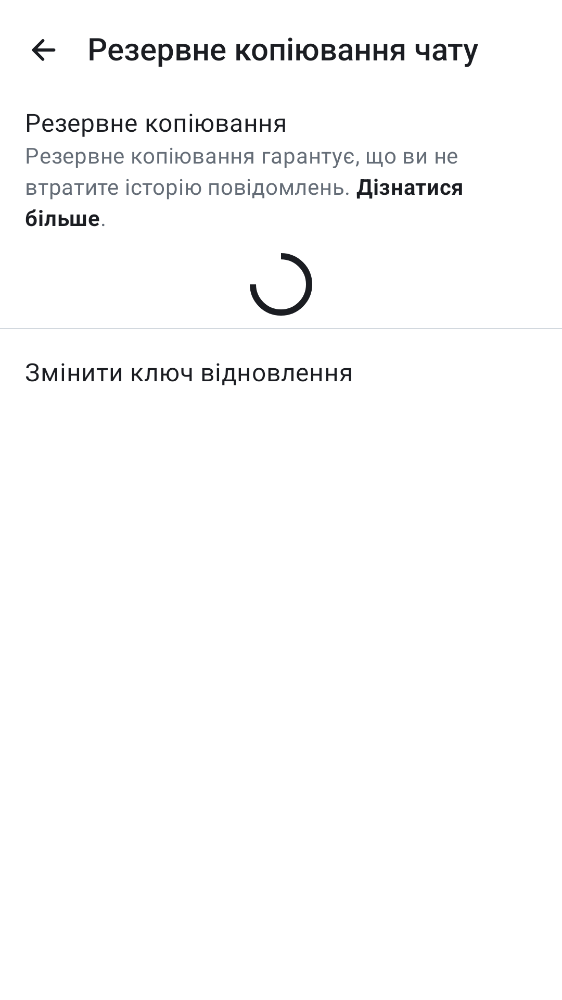 Резервне копіювання чату
Резервне копіювання
Резервне копіювання гарантує, що ви не
втратите історію повідомлень. Дізнатися
більше.
Змінити ключ відновлення